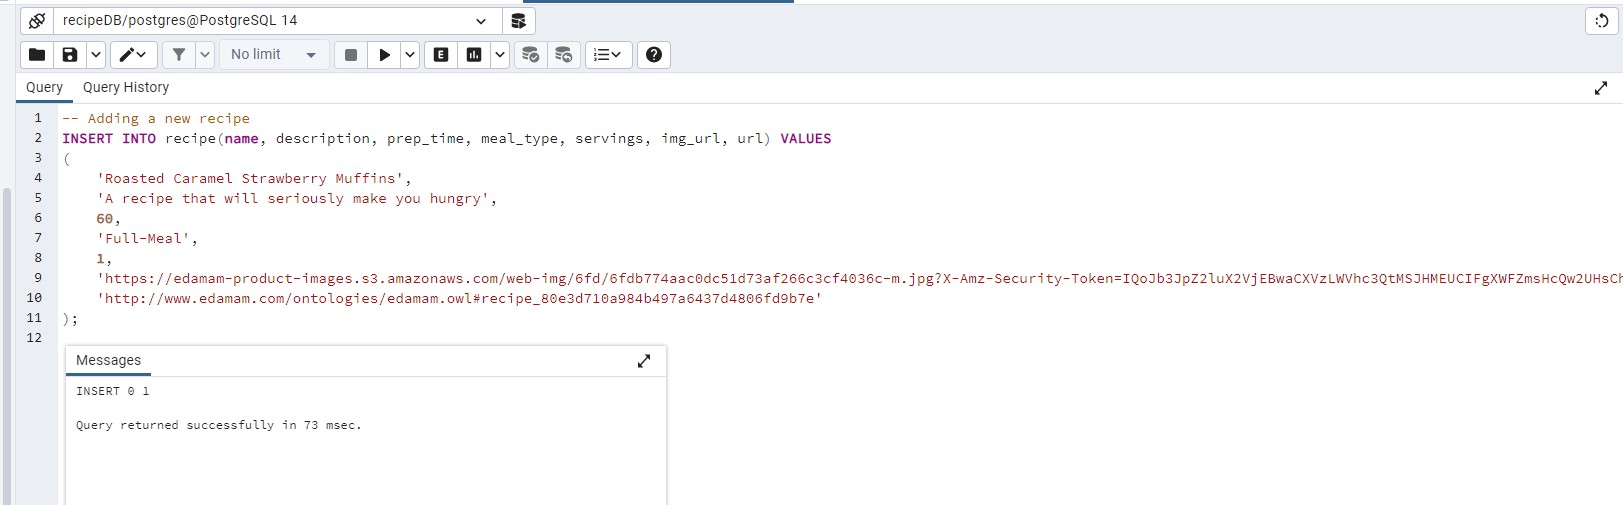 recipeDB/postgres@PostgreSQL 14
No limit
E
Query Query History
1 -- Adding a new recipe
2 INSERT INTO recipe(name, description, prep_time, meal_type, servings, img_url, url) VALUES
3 (
4 'Roasted Caramel Strawberry Muffins',
5 'A recipe that will seriously make you hungry',
6 60,
7 'Full-Meal',
8 1,
9 'https://edamam-product-images.s3.amazonaws.com/web-img/6fd/6fdb774aac0dc51d73af266c3cf4036c-m.jpg?X-Amz-Security-Token=IQoJb3JpZ2luX2VjEBwaCXVzLWVhc3QtMSJHMEUCIFgXWFZmsHcQw2UHsCh
10 'http://www.edamam.com/ontologies/edamam.owl#recipe_80e3d710a984b497a6437d4806fd9b7e'
11 );
12
Messages
INSERT 0 1
Query returned successfully in 73 msec.